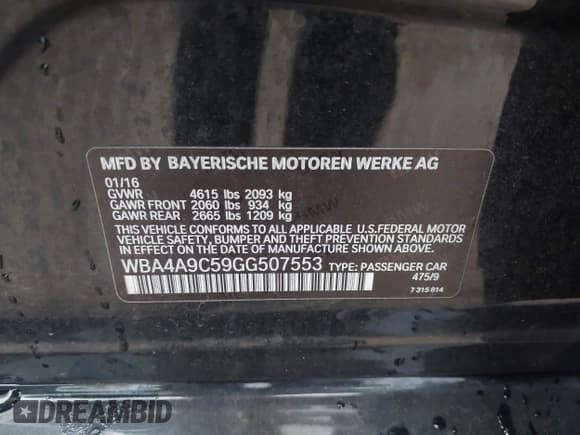 MFD BY BAYERISCHE MOTOREN WERKE AG
01/16
GVWR 4615 lbs 2093 kg
GAWR FRONT 2060 lbs 934 kg
GAWR REAR 2665 lbs 1209 kg
THIS VEHICLE CONFORMS TO ALL APPLICABLE U.S.FEDERAL MOTOR
VEHICLE SAFETY, BUMPER AND THEFT PREVENTION STANDARDS
IN EFFECT ON THE DATE OF MANUFACTURE SHOWN ABOVE.
WBA4A9C59GG507553 TYPE: PASSENGER CAR
475/9
7 315 614
DREAMBID